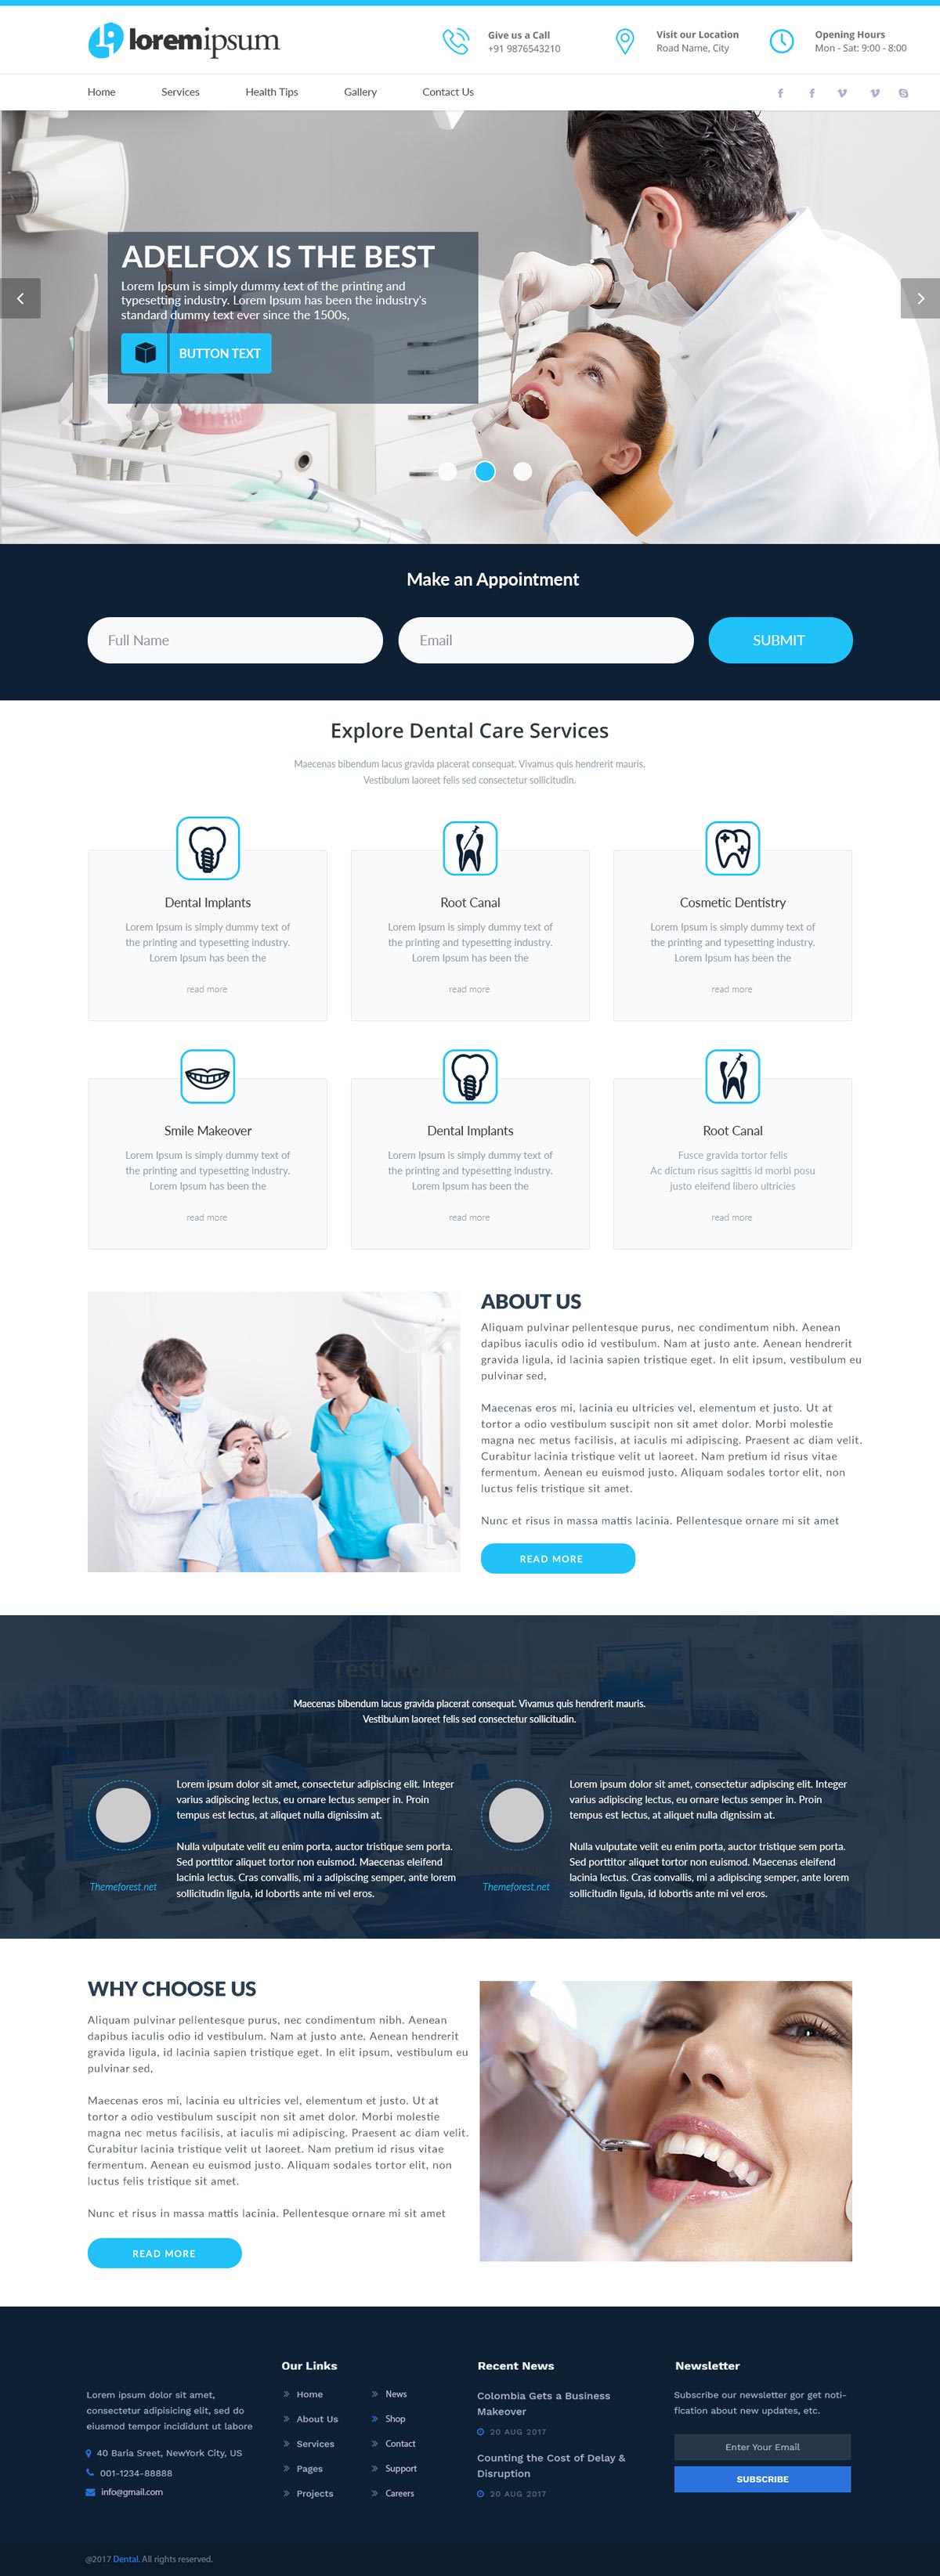 loremipsum
Give us a Call
+91 9876543210
Visit our Location
Road Name, City
Opening Hours
Mon - Sat: 9:00 - 8:00
Home Services Health Tips Gallery Contact Us
ADELFOX IS THE BEST
Lorem Ipsum is simply dummy text of the printing and
typesetting industry. Lorem Ipsum has been the industry's
standard dummy text ever since the 1500s,
BUTTON TEXT
Make an Appointment
Full Name
Email
SUBMIT
Explore Dental Care Services
Maecenas bibendum lacus gravida placerat consequat. Vivamus quis hendrerit mauris.
Vestibulum laoreet felis sed consectetur sollicitudin.
Dental Implants
Lorem Ipsum is simply dummy text of
the printing and typesetting industry.
Lorem Ipsum has been the
read more
Root Canal
Lorem Ipsum is simply dummy text of
the printing and typesetting industry.
Lorem Ipsum has been the
read more
Cosmetic Dentistry
Lorem Ipsum is simply dummy text of
the printing and typesetting industry.
Lorem Ipsum has been the
read more
Smile Makeover
Lorem Ipsum is simply dummy text of
the printing and typesetting industry.
Lorem Ipsum has been the
read more
Dental Implants
Lorem Ipsum is simply dummy text of
the printing and typesetting industry.
Lorem Ipsum has been the
read more
Root Canal
Fusce gravida tortor felis
Ac dictum risus sagittis id morbi posu
justo eleifend libero ultricies
read more
ABOUT US
Aliquam pulvinar pellentesque purus, nec condimentum nibh. Aenean
dapibus iaculis odio id vestibulum. Nam at justo ante. Aenean hendrerit
gravida ligula, id lacinia sapien tristique eget. In elit ipsum, vestibulum eu
pulvinar sed,
Maecenas eros mi, lacinia eu ultricies vel, elementum et justo. Ut at
tortor a odio vestibulum suscipit non sit amet dolor. Morbi molestie
magna nec metus facilisis, at iaculis mi adipiscing. Praesent ac diam velit.
Curabitur lacinia tristique velit ut laoreet. Nam pretium id risus vitae
fermentum. Aenean eu euismod justo. Aliquam sodales tortor elit, non
luctus felis tristique sit amet.
Nunc et risus in massa mattis lacinia. Pellentesque ornare mi sit amet
READ MORE
Maecenas bibendum lacus gravida placerat consequat. Vivamus quis hendrerit mauris.
Vestibulum laoreet felis sed consectetur sollicitudin.
Lorem ipsum dolor sit amet, consectetur adipiscing elit. Integer
varius adipiscing lectus, eu ornare lectus semper in. Proin
tempus est lectus, at aliquet nulla dignissim at.
Nulla vulputate velit eu enim porta, auctor tristique sem porta.
Sed porttitor aliquet tortor non euismod. Maecenas eleifend
lacinia lectus. Cras convallis, mi a adipiscing semper, ante lorem
sollicitudin ligula, id lobortis ante mi vel eros.
Themeforest.net
Lorem ipsum dolor sit amet, consectetur adipiscing elit. Integer
varius adipiscing lectus, eu ornare lectus semper in. Proin
tempus est lectus, at aliquet nulla dignissim at.
Nulla vulputate velit eu enim porta, auctor tristique sem porta.
Sed porttitor aliquet tortor non euismod. Maecenas eleifend
lacinia lectus. Cras convallis, mi a adipiscing semper, ante lorem
sollicitudin ligula, id lobortis ante mi vel eros.
Themeforest.net
WHY CHOOSE US
Aliquam pulvinar pellentesque purus, nec condimentum nibh. Aenean
dapibus iaculis odio id vestibulum. Nam at justo ante. Aenean hendrerit
gravida ligula, id lacinia sapien tristique eget. In elit ipsum, vestibulum eu
pulvinar sed,
Maecenas eros mi, lacinia eu ultricies vel, elementum et justo. Ut at
tortor a odio vestibulum suscipit non sit amet dolor. Morbi molestie
magna nec metus facilisis, at iaculis mi adipiscing. Praesent ac diam velit.
Curabitur lacinia tristique velit ut laoreet. Nam pretium id risus vitae
fermentum. Aenean eu euismod justo. Aliquam sodales tortor elit, non
luctus felis tristique sit amet.
Nunc et risus in massa mattis lacinia. Pellentesque ornare mi sit amet
READ MORE
Lorem ipsum dolor sit amet,
consectetur adipisicing elit, sed do
eiusmod tempor incididunt ut labore
40 Baria Sreet, NewYork City, US
001-1234-88888
info@gmail.com
Our Links
Home
About Us
Services
Pages
Projects
News
Shop
Contact
Support
Careers
Recent News
Colombia Gets a Business
Makeover
20 AUG 2017
Counting the Cost of Delay &
Disruption
20 AUG 2017
Newsletter
Subscribe our newsletter gor get noti-
fication about new updates, etc.
Enter Your Email
SUBSCRIBE
@2017 Dental. All rights reserved.